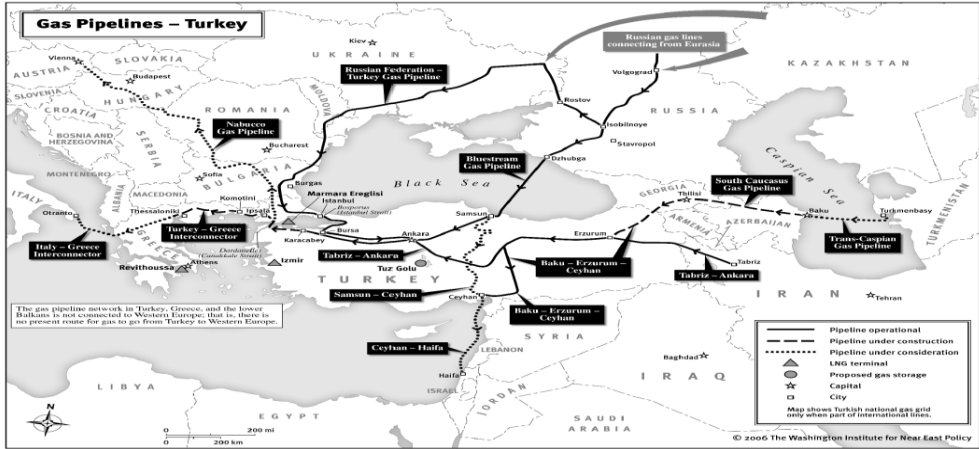 Gas Pipelines – Turkey
Kiev
UKRAINE
Russian gas lines
connecting from Eurasia
KAZAKHSTAN
Volgograd
Vienna
SLOVAKIA
AUSTRIA
Budapest
SLOVENIA
HUNGARY
CROATIA
Russian Federation –
Turkey Gas Pipeline
MOLDOVA
ROMANIA
Rostov
RUSSIA
Isobilnoye
Stavropol
BOSNIA AND
HERZEGOVINA
SERBIA
Nabucco
Gas Pipeline
Bucharest
Bluestream
Gas Pipeline
Dzhubga
Caspian Sea
MONTENEGRO
Sofia
BULGARIA
Burgas
Black Sea
GEORGIA
Tbilisi
South Caucasus
Gas Pipeline
ITALY
ALBANIA
MACEDONIA
Komotini
Marmara Ereglisi
Istanbul
Bosporus
(Istanbul Strait)
Otranto
Thessaloniki
Ipsala
Samsun
ARMENIA
AZERBAIJAN
Baku
Turkmenbasy
TURKMENISTAN
Turkey – Greece
Interconnector
Bursa
Karacabey
Ankara
Erzurum
Trans-Caspian
Gas Pipeline
Italy – Greece
Interconnector
GREECE
Dardanelles
(Canakkale Strait)
Tabriz – Ankara
Baku – Erzurum –
Ceyhan
Tabriz
Tabriz – Ankara
Revithoussa
Athens
Izmir
Tuz Golu
TURKEY
Samsun – Ceyhan
Ceyhan
IRAN
Tehran
The gas pipeline network in Turkey, Greece, and the lower
Balkans is not connected to Western Europe; that is, there is
no present route for gas to go from Turkey to Western Europe.
Baku – Erzurum –
Ceyhan
SYRIA
Ceyhan – Haifa
LEBANON
Baghdad
Haifa
ISRAEL
JORDAN
IRAQ
LIBYA
EGYPT
SAUDI
ARABIA
N
0 200 mi
0 200 km
Pipeline operational
Pipeline under construction
Pipeline under consideration
LNG terminal
Proposed gas storage
Capital
City
Map shows Turkish national gas grid
only when part of international lines.
© 2006 The Washington Institute for Near East Policy